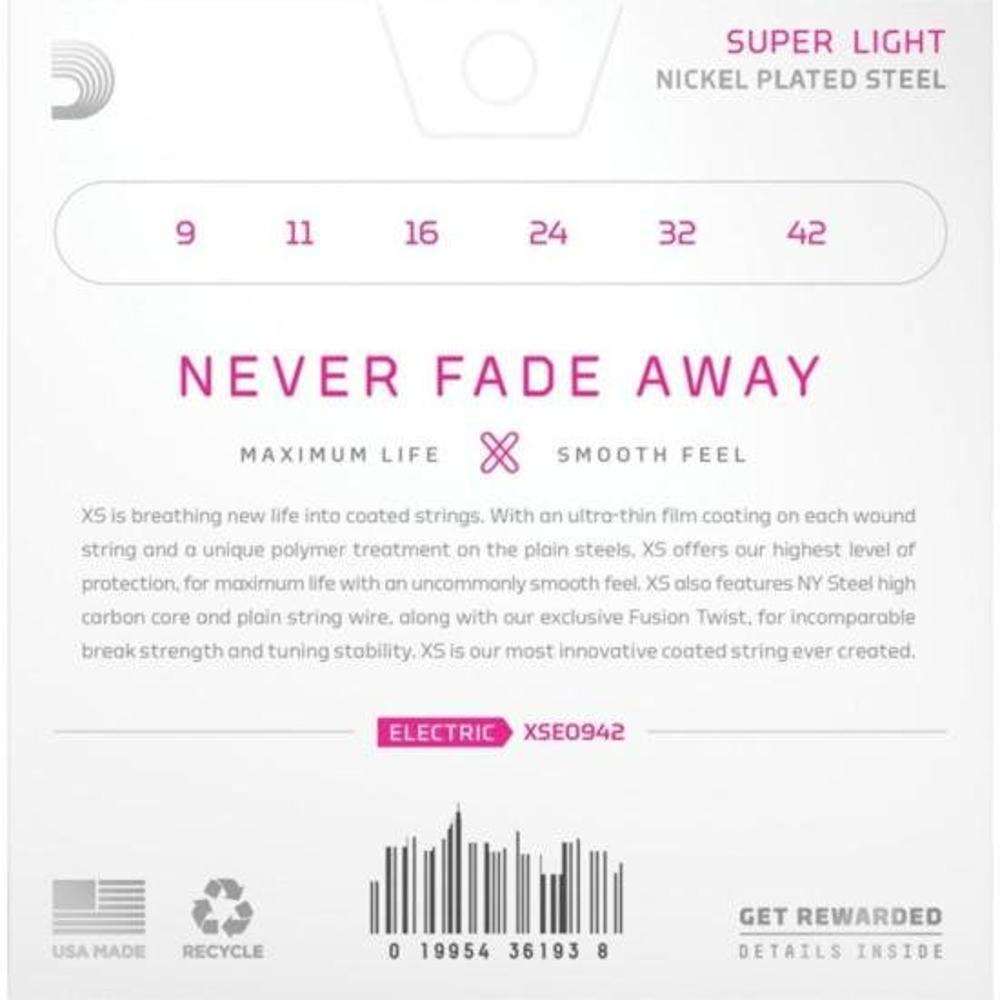 SUPER LIGHT
NICKEL PLATED STEEL
9 11 16 24 32 42
NEVER FADE AWAY
MAXIMUM LIFE SMOOTH FEEL
XS is breathing new life into coated strings. With an ultra-thin film coating on each wound
string and a unique polymer treatment on the plain steels, XS offers our highest level of
protection, for maximum life with an uncommonly smooth feel. XS also features NY Steel high
carbon core and plain string wire, along with our exclusive Fusion Twist, for incomparable
break strength and tuning stability. XS is our most innovative coated string ever created.
ELECTRIC XSE0942
0 19954 36193 8
USA MADE
RECYCLE
GET REWARDED
DETAILS INSIDE